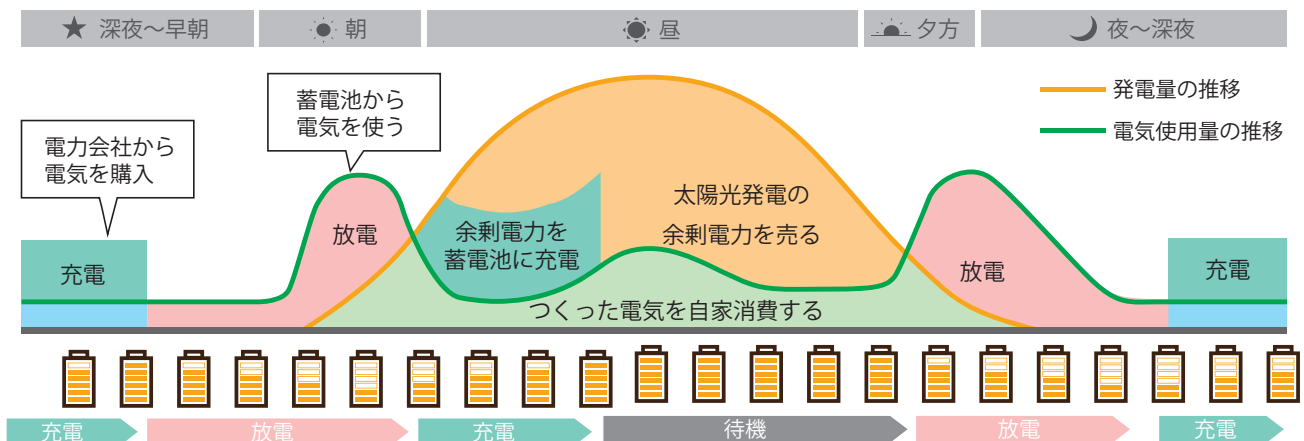 ★ 深夜〜早朝
朝
昼
夕方
夜〜深夜
発電量の推移
電気使用量の推移
蓄電池から
電気を使う
電力会社から
電気を購入
充電
放電
余剰電力を
蓄電池に充電
太陽光発電の
余剰電力を売る
放電
充電
つくった電気を自家消費する
充電
放電
充電
待機
放電
充電